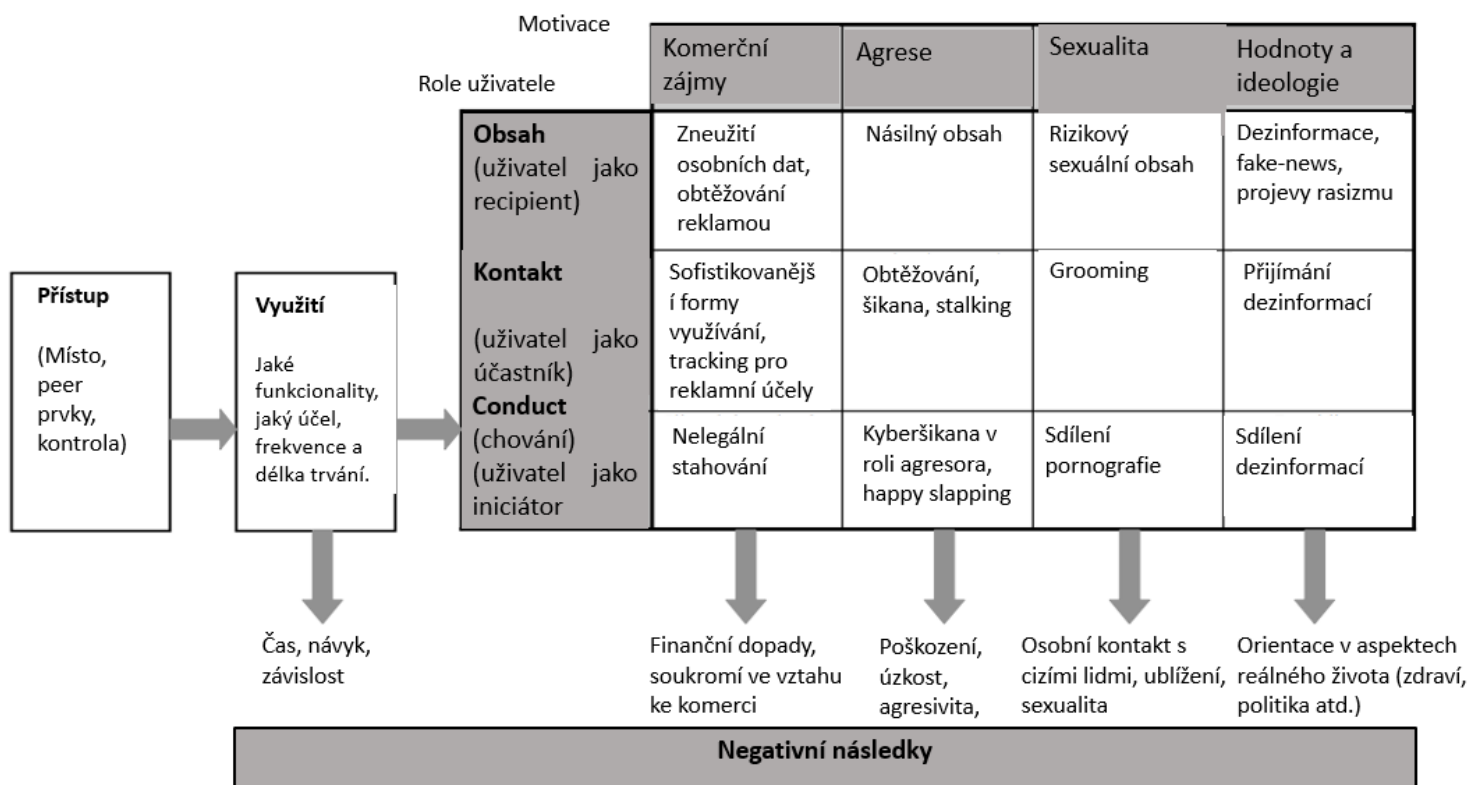 Motivace
Role uživatele
Komerční
zájmy
Agrese
Sexualita
Hodnoty a
ideologie
Obsah
(uživatel jako
recipient)
Zneužití
osobních dat,
obtěžování
reklamou
Násilný obsah
Rizikový
sexuální obsah
Dezinformace,
fake-news,
projevy rasizmu
Kontakt
(uživatel jako
účastník)
Sofistikovanějš
í formy
využívání,
tracking pro
reklamní účely
Obtěžování,
šikana, stalking
Grooming
Přijímání
dezinformací
Conduct
(chování)
(uživatel jako
iniciátor
Nelegální
stahování
Kyberšikana v
roli agresora,
happy slapping
Sdílení
pornografie
Sdílení
dezinformací
Přístup
(Místo,
peer
prvky,
kontrola)
Využití
Jaké
funkcionality,
jaký účel,
frekvence a
délka trvání.
Čas, návyk,
závislost
Finanční dopady,
soukromí ve vztahu
ke komerci
Poškození,
úzkost,
agresivita,
Osobní kontakt s
cizími lidmi, ublížení,
sexualita
Orientace v aspektech
reálného života (zdraví,
politika atd.)
Negativní následky